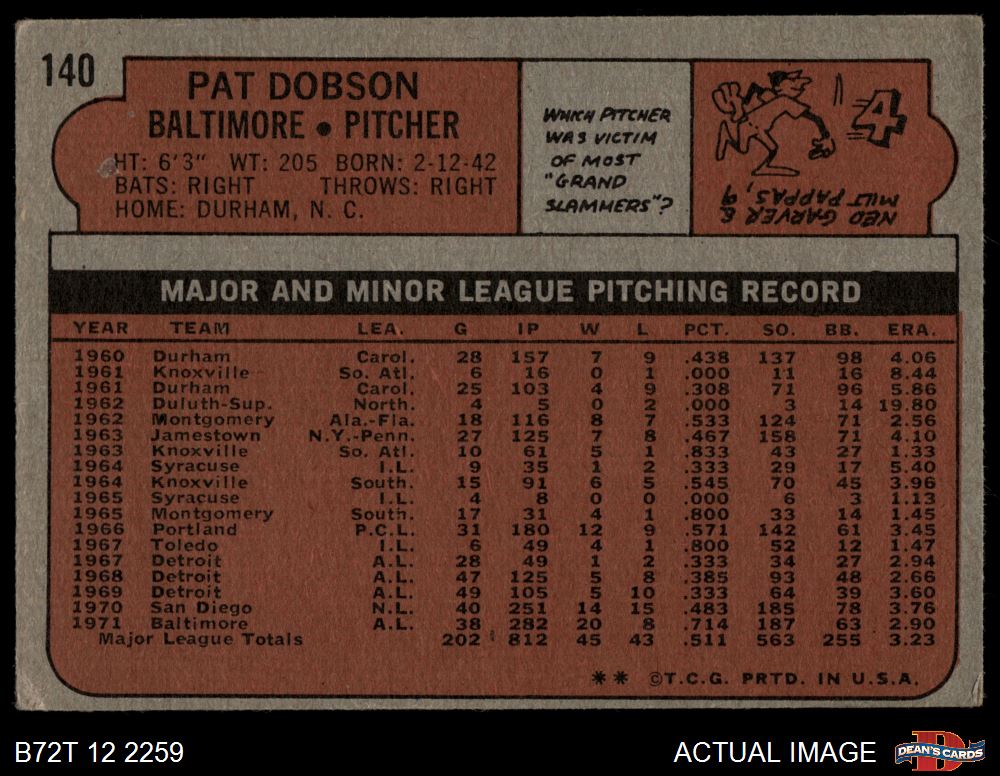 140
PAT DOBSON
BALTIMORE • PITCHER
HT: 6'3" WT: 205 BORN: 2-12-42
BATS: RIGHT THROWS: RIGHT
HOME: DURHAM, N. C.
WHICH PITCHER
WAS VICTIM
OF MOST
"GRAND
SLAMMERS"?
4
NED GARVER &
MILT PAPPAS, 9
MAJOR AND MINOR LEAGUE PITCHING RECORD
YEAR TEAM LEA. G IP W L PCT. SO. BB. ERA.
1960 Durham Carol. 28 157 7 9 .438 137 98 4.06
1961 Knoxville So. Atl. 6 16 0 1 .000 11 16 8.44
1961 Durham Carol. 25 103 4 9 .308 71 96 5.86
1962 Duluth-Sup. North. 4 5 0 2 .000 3 14 19.80
1962 Montgomery Ala.-Fla. 18 116 8 7 .533 124 71 2.56
1963 Jamestown N.Y.-Penn. 27 125 7 8 .467 158 71 4.10
1963 Knoxville So. Atl. 10 61 5 1 .833 43 27 1.33
1964 Syracuse I.L. 9 35 1 2 .333 29 17 5.40
1964 Knoxville South. 15 91 6 5 .545 70 45 3.96
1965 Syracuse I.L. 4 8 0 0 .000 6 3 1.13
1965 Montgomery South. 17 31 4 1 .800 33 14 1.45
1966 Portland P.C.L. 31 180 12 9 .571 142 61 3.45
1967 Toledo I.L. 6 49 4 1 .800 52 12 1.47
1967 Detroit A.L. 28 49 1 2 .333 34 27 2.94
1968 Detroit A.L. 47 125 5 8 .385 93 48 2.66
1969 Detroit A.L. 49 105 5 10 .333 64 39 3.60
1970 San Diego N.L. 40 251 14 15 .483 185 78 3.76
1971 Baltimore A.L. 38 282 20 8 .714 187 63 2.90
Major League Totals 202 812 45 43 .511 563 255 3.23
** ©T.C.G. PRTD. IN U.S.A.
B72T 12 2259
ACTUAL IMAGE
DEAN'S CARDS